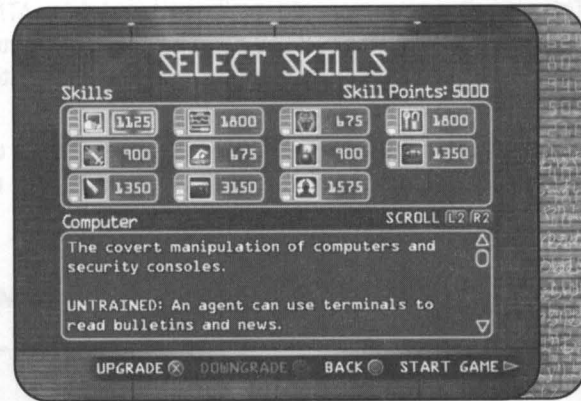 SELECT SKILLS
Skills Skill Points: 5000
1125 1800 675 1800
900 675 900 1350
1350 3150 1575
Computer SCROLL L2 R2
The covert manipulation of computers and
security consoles.
UNTRAINED: An agent can use terminals to
read bulletins and news.
UPGRADE DOWNGRADE BACK START GAME